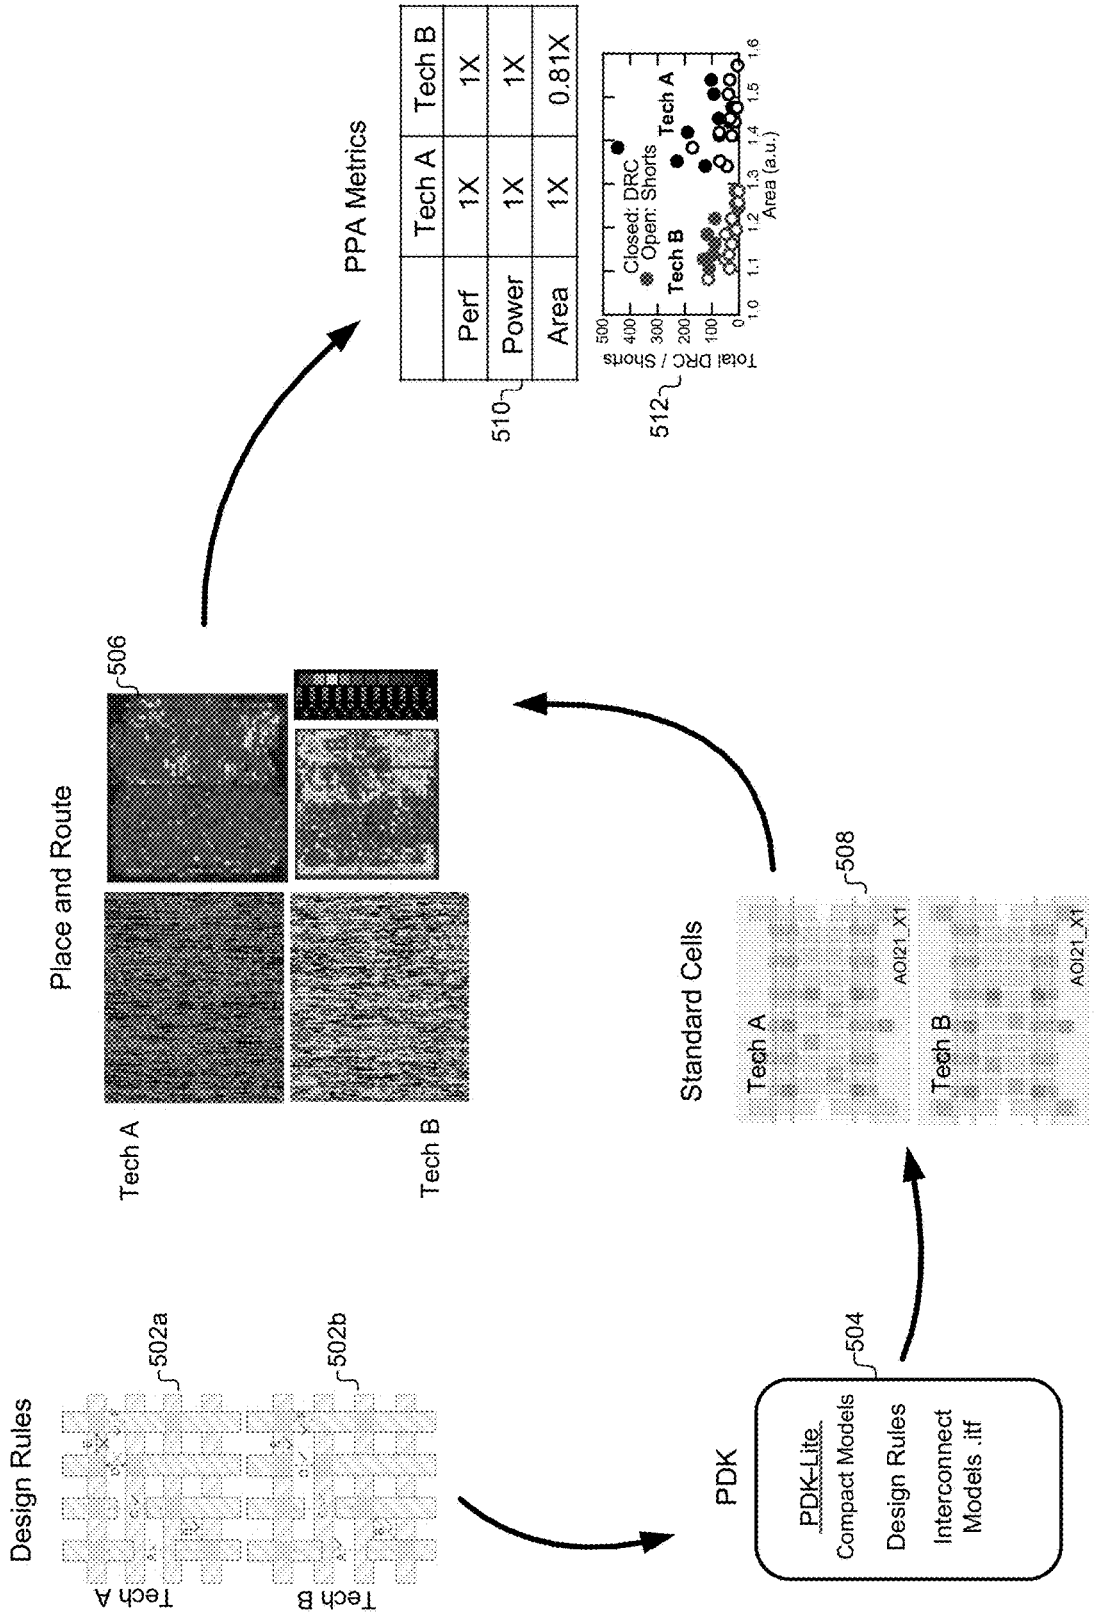 Design Rules
Tech A
502a
Tech B
502b
PDK
PDK-Lite
Compact Models
Design Rules
Interconnect
Models .itf
504
Standard Cells
Tech A
AOI21_X1
508
Tech B
AOI21_X1
Place and Route
Tech A
Tech B
506
PPA Metrics
Tech A Tech B
Perf 1X 1X
Power 1X 1X
Area 1X 0.81X
510
512
Total DRC / Shorts
500
400
300
200
100
0
Closed: DRC
Open: Shorts
Tech B
Tech A
1.0 1.1 1.2 1.3 1.4 1.5 1.6
Area (a.u.)